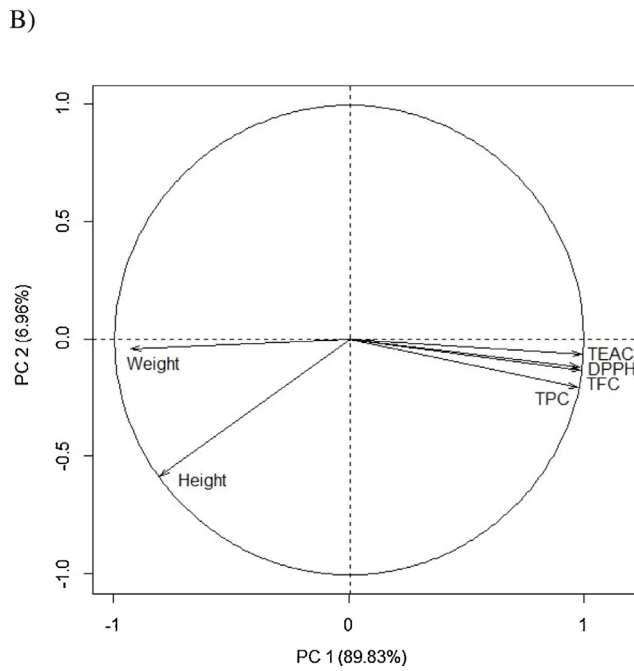 B)
1.0
0.5
0.0
-0.5
-1.0
PC 2 (6.96%)
Weight
Height
TEAC
DPPH
TFC
TPC
-1
0
1
PC 1 (89.83%)